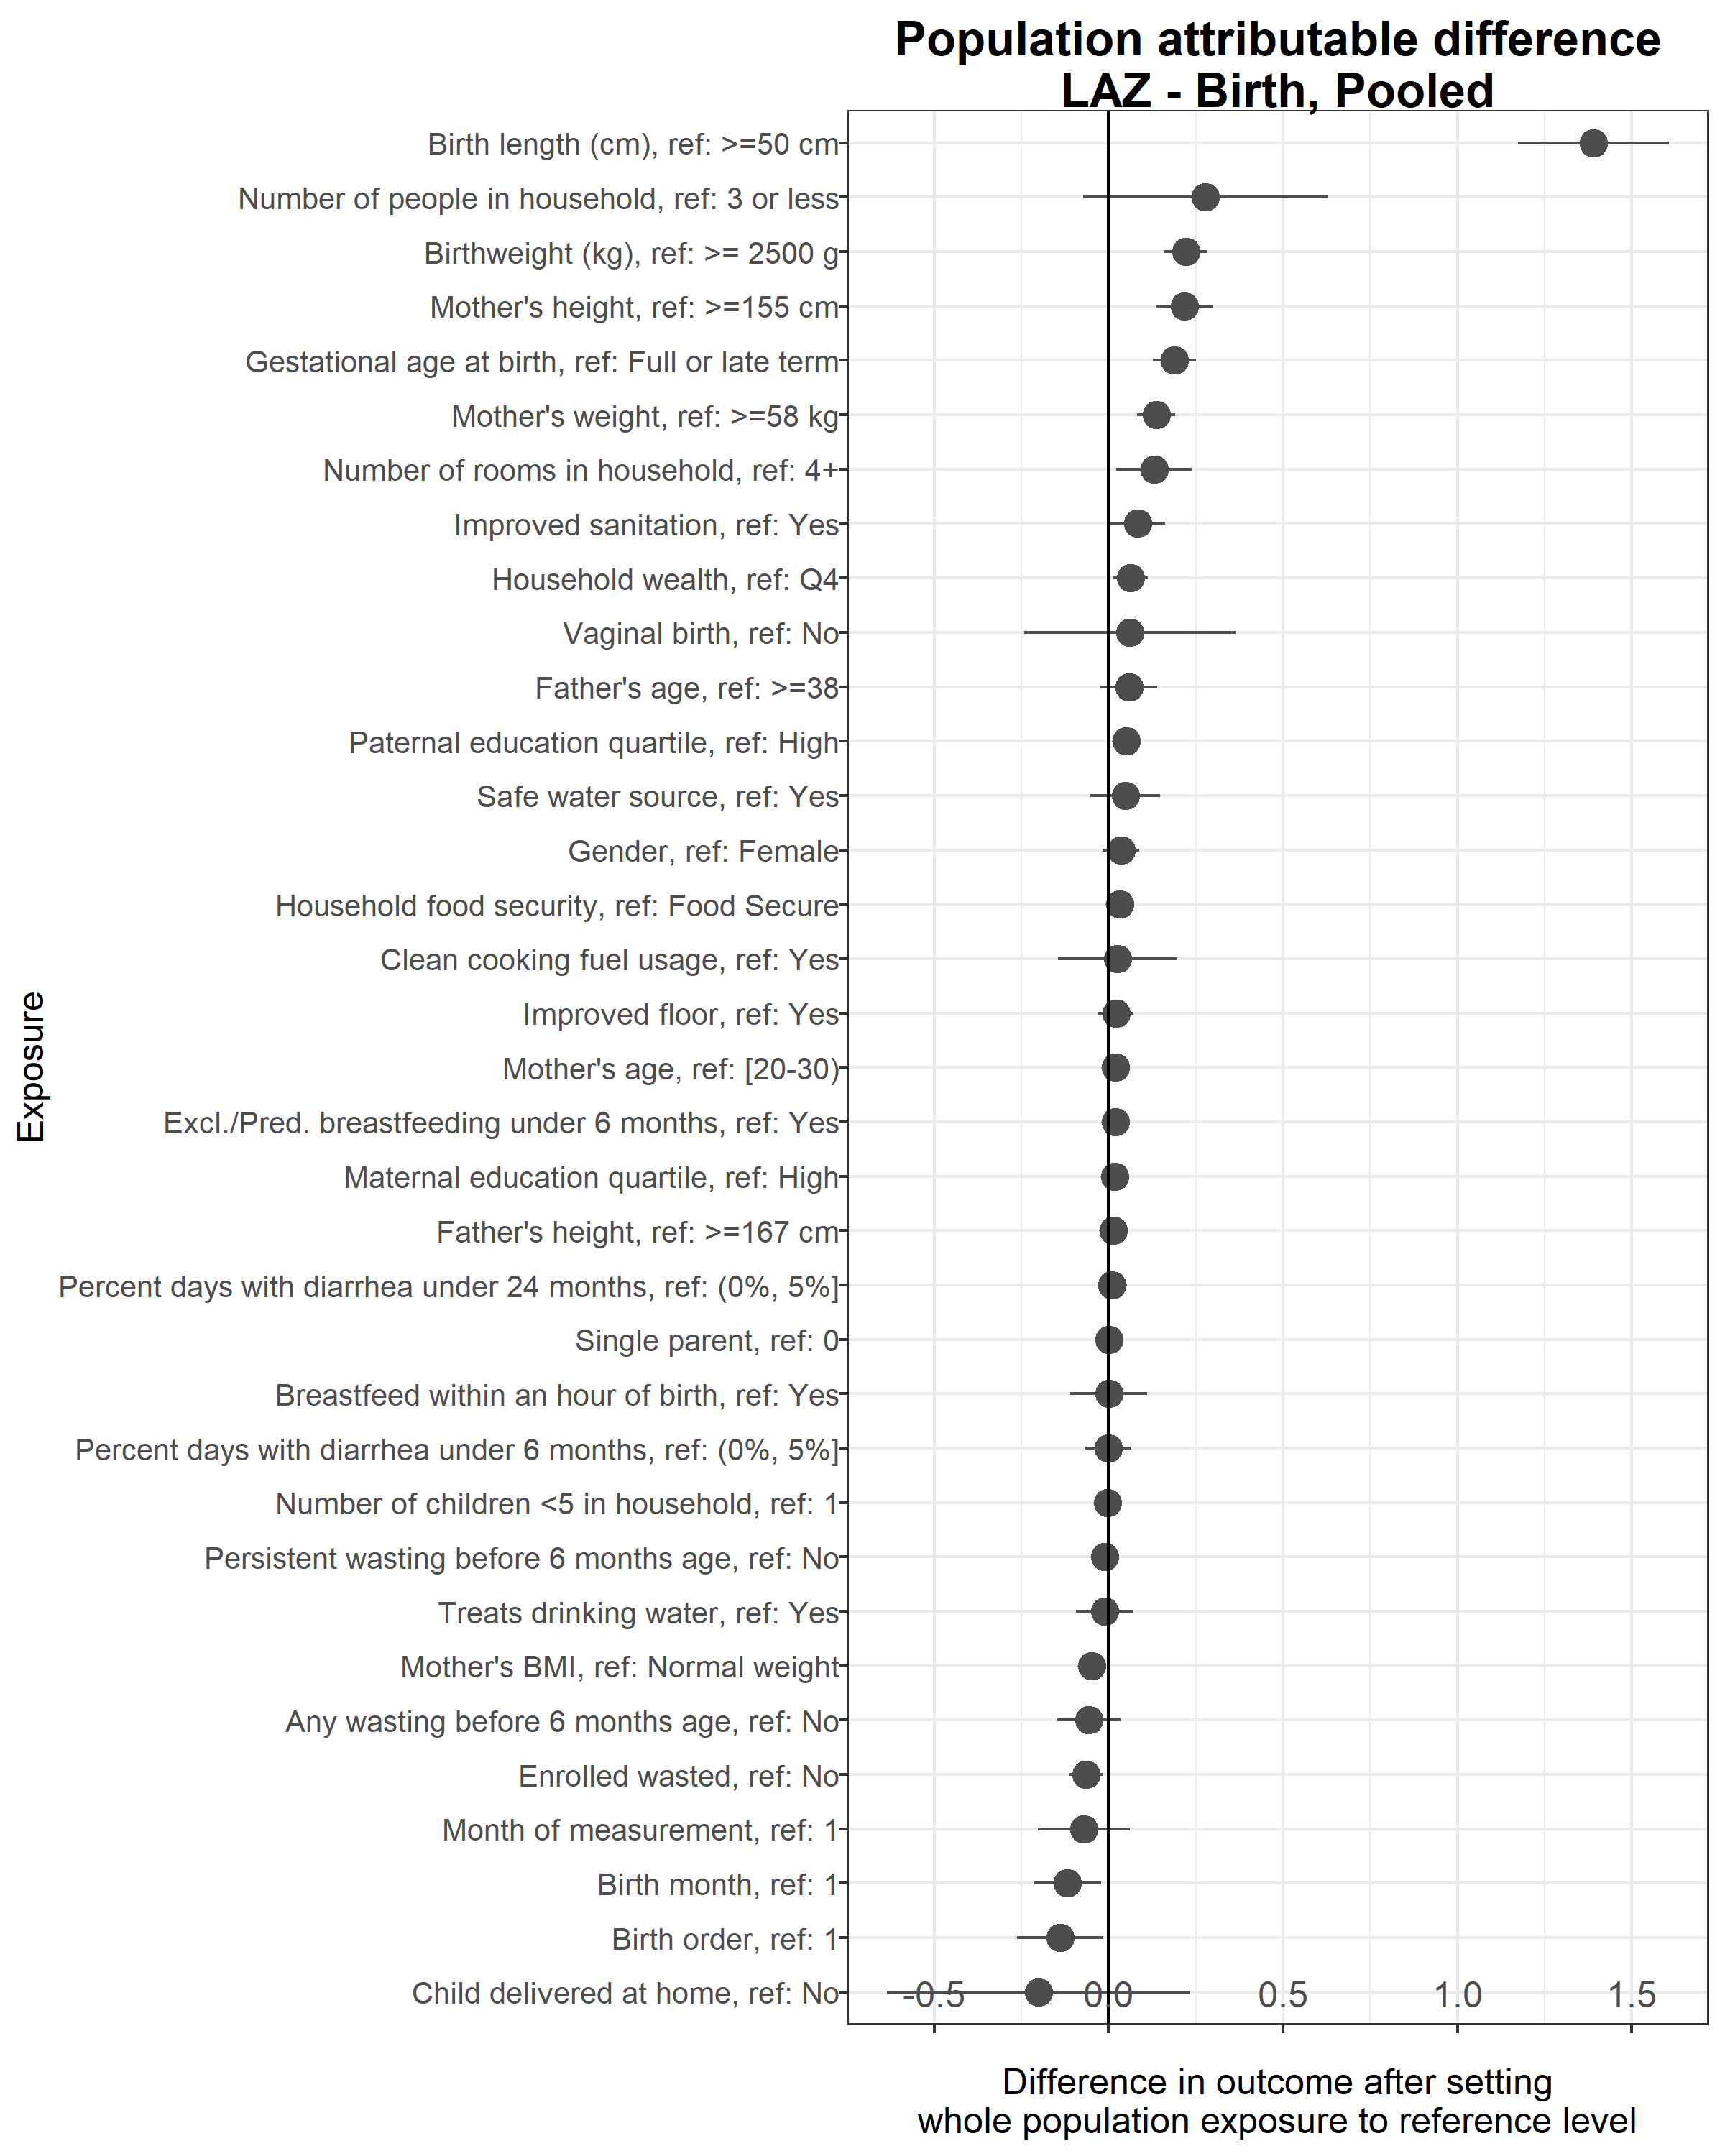 Population attributable difference
LAZ - Birth, Pooled
Exposure
Birth length (cm), ref: >=50 cm
Number of people in household, ref: 3 or less
Birthweight (kg), ref: >= 2500 g
Mother's height, ref: >=155 cm
Gestational age at birth, ref: Full or late term
Mother's weight, ref: >=58 kg
Number of rooms in household, ref: 4+
Improved sanitation, ref: Yes
Household wealth, ref: Q4
Vaginal birth, ref: No
Father's age, ref: >=38
Paternal education quartile, ref: High
Safe water source, ref: Yes
Gender, ref: Female
Household food security, ref: Food Secure
Clean cooking fuel usage, ref: Yes
Improved floor, ref: Yes
Mother's age, ref: [20-30)
Excl./Pred. breastfeeding under 6 months, ref: Yes
Maternal education quartile, ref: High
Father's height, ref: >=167 cm
Percent days with diarrhea under 24 months, ref: (0%, 5%]
Single parent, ref: 0
Breastfeed within an hour of birth, ref: Yes
Percent days with diarrhea under 6 months, ref: (0%, 5%]
Number of children <5 in household, ref: 1
Persistent wasting before 6 months age, ref: No
Treats drinking water, ref: Yes
Mother's BMI, ref: Normal weight
Any wasting before 6 months age, ref: No
Enrolled wasted, ref: No
Month of measurement, ref: 1
Birth month, ref: 1
Birth order, ref: 1
Child delivered at home, ref: No
-0.5 0.0 0.5 1.0 1.5
Difference in outcome after setting
whole population exposure to reference level